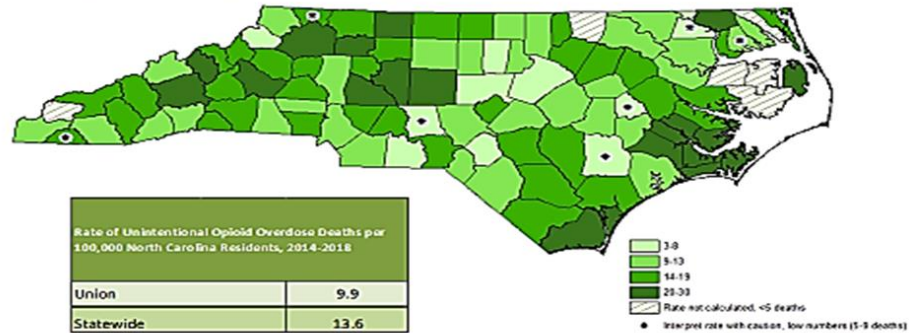 Rate of Unintentional Opioid Overdose Deaths per
100,000 North Carolina Residents, 2014-2018
Union 9.9
Statewide 13.6
3-8
9-13
14-19
20-30
Rate not calculated, <5 deaths
Interpret rate with caution, low numbers (5-9 deaths)